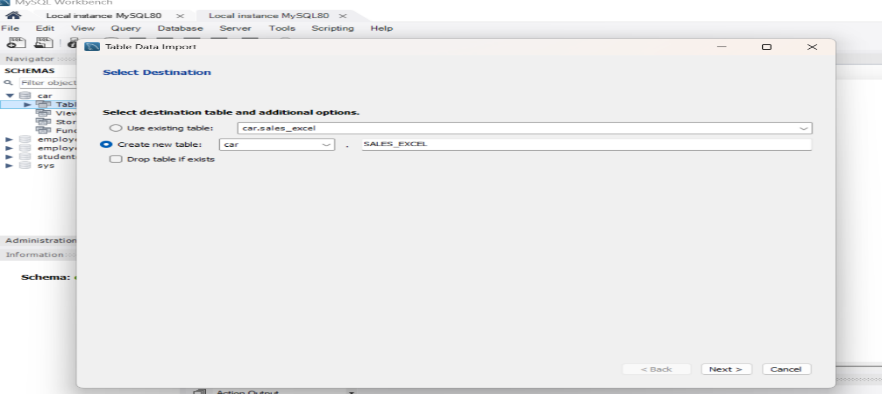 MySQL Workbench
Local instance MySQL80 × Local instance MySQL80 ×
File Edit View Query Database Server Tools Scripting Help
Navigator
Table Data Import
SCHEMAS
Select Destination
Filter object
car
Select destination table and additional options.
Tabl
View
Stor
Func
Use existing table: car.sales_excel
employ
Create new table: car . SALES_EXCEL
employ
student
Drop table if exists
sys
Administration
Information
Schema:
< Back Next > Cancel
Action Output